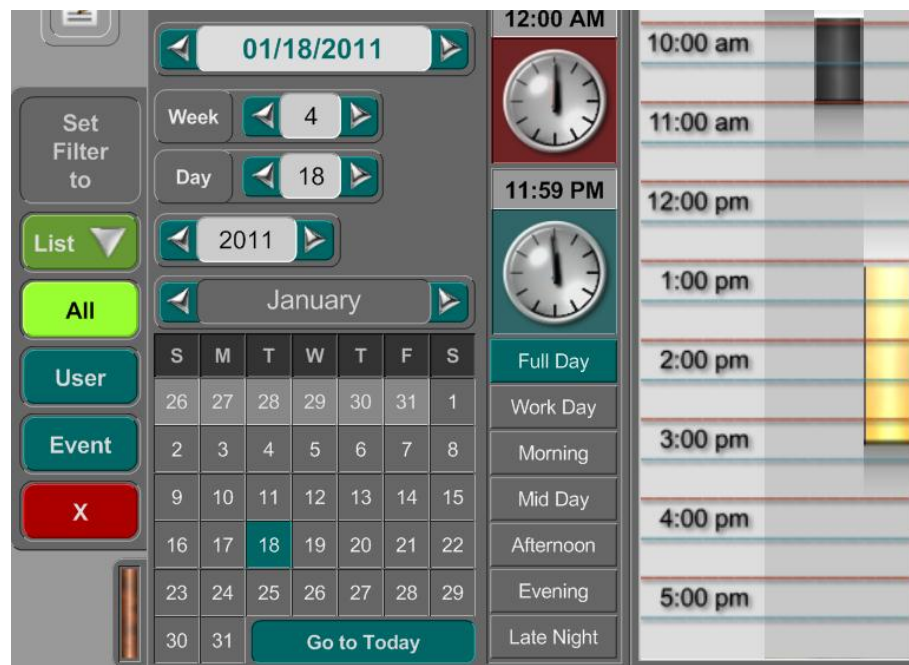 Set
Filter
to
List
All
User
Event
X
01/18/2011
Week 4
Day 18
2011
January
S M T W T F S
26 27 28 29 30 31 1
2 3 4 5 6 7 8
9 10 11 12 13 14 15
16 17 18 19 20 21 22
23 24 25 26 27 28 29
30 31 Go to Today
12:00 AM
11:59 PM
Full Day
Work Day
Morning
Mid Day
Afternoon
Evening
Late Night
10:00 am
11:00 am
12:00 pm
1:00 pm
2:00 pm
3:00 pm
4:00 pm
5:00 pm